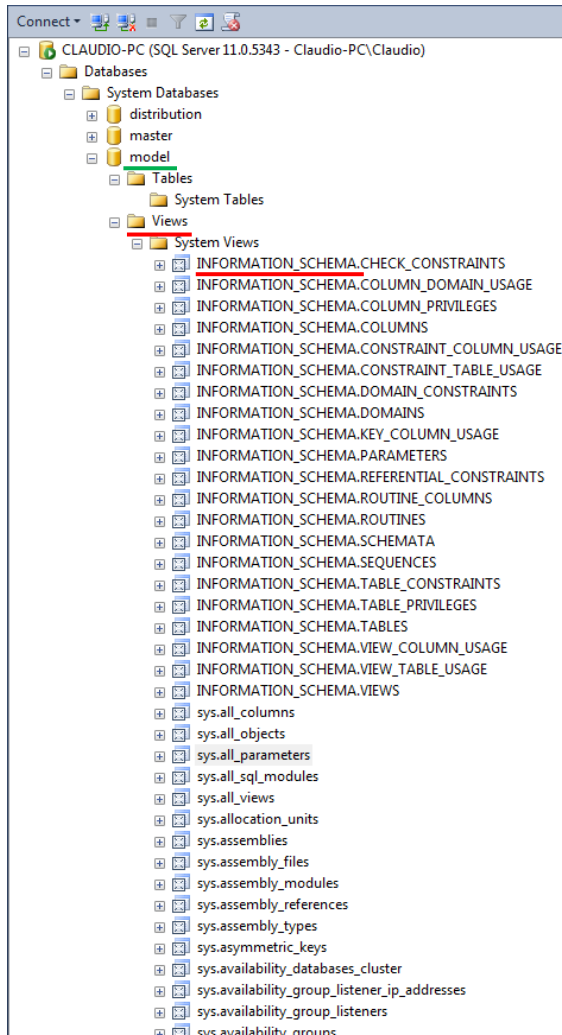 Connect
CLAUDIO-PC (SQL Server 11.0.5343 - Claudio-PC\Claudio)
Databases
System Databases
distribution
master
model
Tables
System Tables
Views
System Views
INFORMATION_SCHEMA.CHECK_CONSTRAINTS
INFORMATION_SCHEMA.COLUMN_DOMAIN_USAGE
INFORMATION_SCHEMA.COLUMN_PRIVILEGES
INFORMATION_SCHEMA.COLUMNS
INFORMATION_SCHEMA.CONSTRAINT_COLUMN_USAGE
INFORMATION_SCHEMA.CONSTRAINT_TABLE_USAGE
INFORMATION_SCHEMA.DOMAIN_CONSTRAINTS
INFORMATION_SCHEMA.DOMAINS
INFORMATION_SCHEMA.KEY_COLUMN_USAGE
INFORMATION_SCHEMA.PARAMETERS
INFORMATION_SCHEMA.REFERENTIAL_CONSTRAINTS
INFORMATION_SCHEMA.ROUTINE_COLUMNS
INFORMATION_SCHEMA.ROUTINES
INFORMATION_SCHEMA.SCHEMATA
INFORMATION_SCHEMA.SEQUENCES
INFORMATION_SCHEMA.TABLE_CONSTRAINTS
INFORMATION_SCHEMA.TABLE_PRIVILEGES
INFORMATION_SCHEMA.TABLES
INFORMATION_SCHEMA.VIEW_COLUMN_USAGE
INFORMATION_SCHEMA.VIEW_TABLE_USAGE
INFORMATION_SCHEMA.VIEWS
sys.all_columns
sys.all_objects
sys.all_parameters
sys.all_sql_modules
sys.all_views
sys.allocation_units
sys.assemblies
sys.assembly_files
sys.assembly_modules
sys.assembly_references
sys.assembly_types
sys.asymmetric_keys
sys.availability_databases_cluster
sys.availability_group_listener_ip_addresses
sys.availability_group_listeners
sys.availability_groups